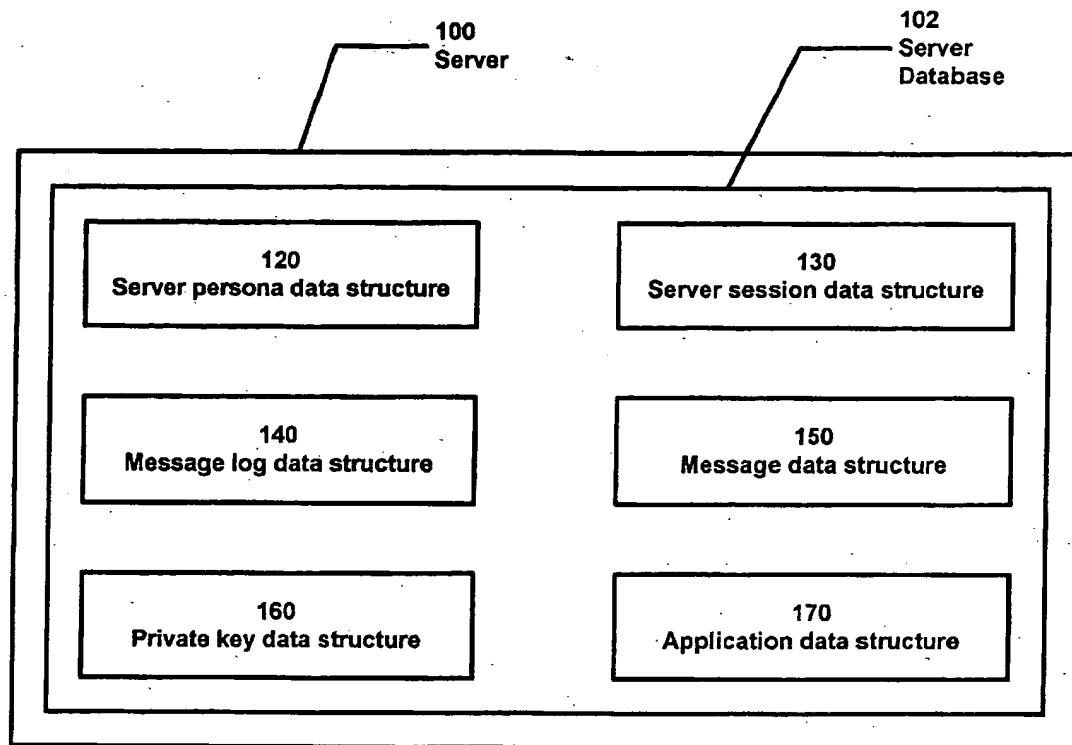 100
Server
102
Server
Database
120
Server persona data structure
130
Server session data structure
140
Message log data structure
150
Message data structure
160
Private key data structure
170
Application data structure